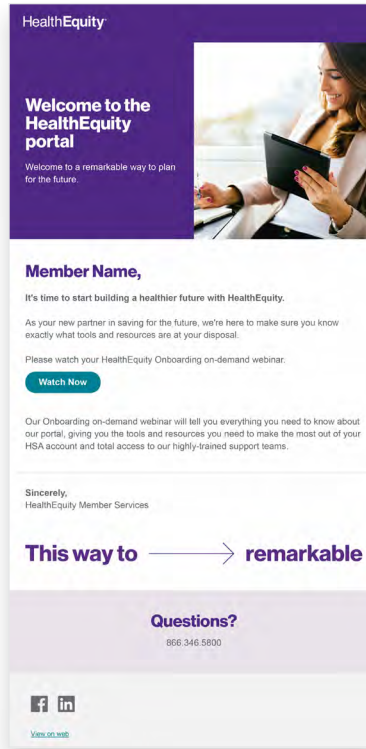 HealthEquity
Welcome to the
HealthEquity
portal
Welcome to a remarkable way to plan
for the future.
Member Name,
It's time to start building a healthier future with HealthEquity.
As your new partner in saving for the future, we're here to make sure you know
exactly what tools and resources are at your disposal.
Please watch your HealthEquity Onboarding on-demand webinar.
Watch Now
Our Onboarding on-demand webinar will tell you everything you need to know about
our portal, giving you the tools and resources you need to make the most out of your
HSA account and total access to our highly-trained support teams.
Sincerely,
HealthEquity Member Services
This way to remarkable
Questions?
866.346.5800
f in
View on web